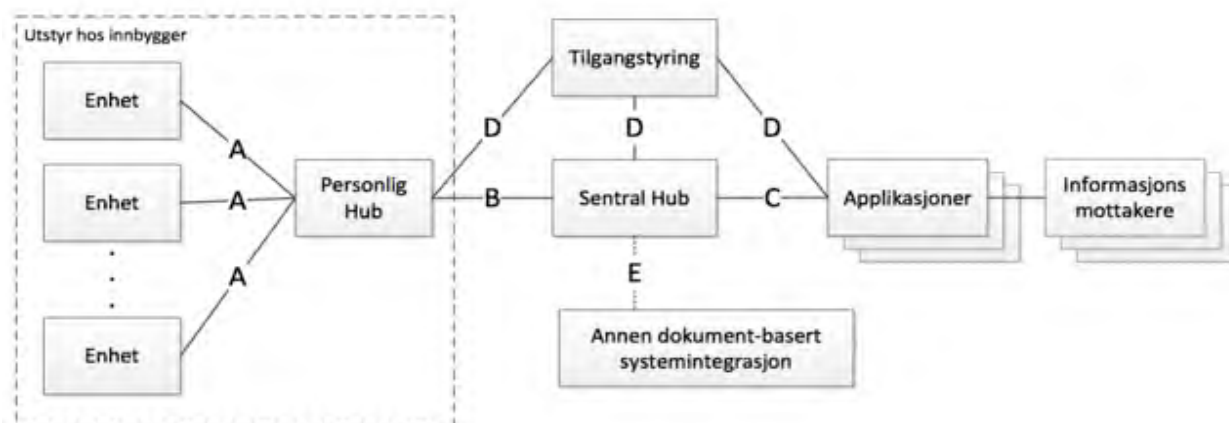 Utstyr hos innbygger
Enhet
A
Enhet
A
A
Enhet
Personlig
Hub
D
B
Tilgangstyring
D
Sentral Hub
E
Annen dokument-basert
systemintegrasjon
D
C
Applikasjoner
Informasjons
mottakere